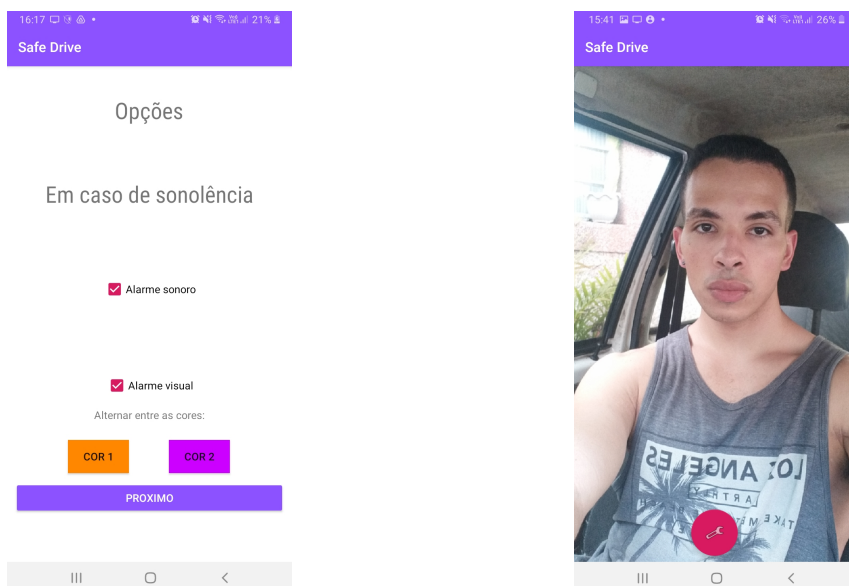 16:17
21%
Safe Drive
Opções
Em caso de sonolência
Alarme sonoro
Alarme visual
Alternar entre as cores:
COR 1
COR 2
PROXIMO
15:41
26%
Safe Drive
LOS ANGELES